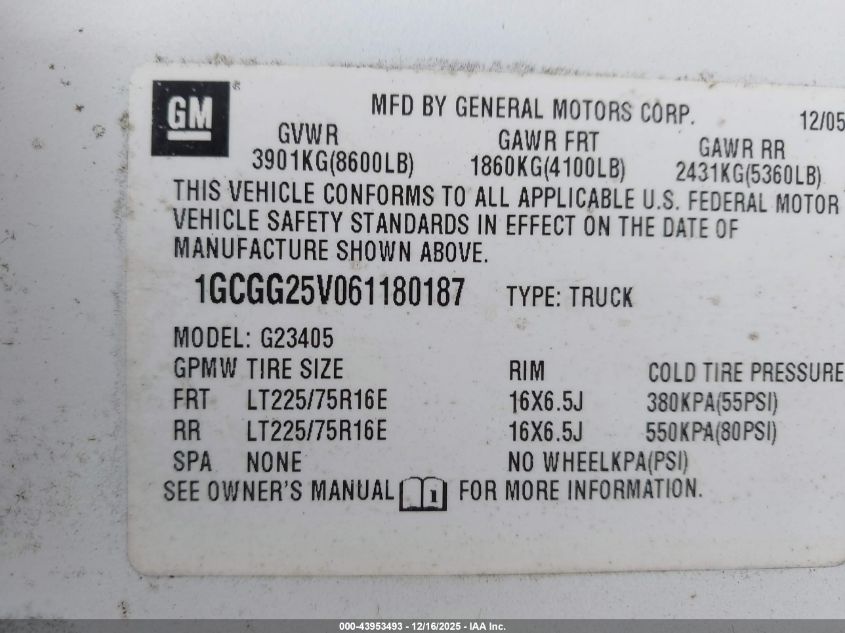 GM
MFD BY GENERAL MOTORS CORP. 12/05
GVWR GAWR FRT GAWR RR
3901KG(8600LB) 1860KG(4100LB) 2431KG(5360LB)
THIS VEHICLE CONFORMS TO ALL APPLICABLE U.S. FEDERAL MOTOR
VEHICLE SAFETY STANDARDS IN EFFECT ON THE DATE OF
MANUFACTURE SHOWN ABOVE.
1GCGG25V061180187 TYPE: TRUCK
MODEL: G23405
GPMW TIRE SIZE RIM COLD TIRE PRESSURE
FRT LT225/75R16E 16X6.5J 380KPA(55PSI)
RR LT225/75R16E 16X6.5J 550KPA(80PSI)
SPA NONE NO WHEELKPA(PSI)
SEE OWNER'S MANUAL i FOR MORE INFORMATION.
000-43953493 - 12/16/2025 - IAA Inc.